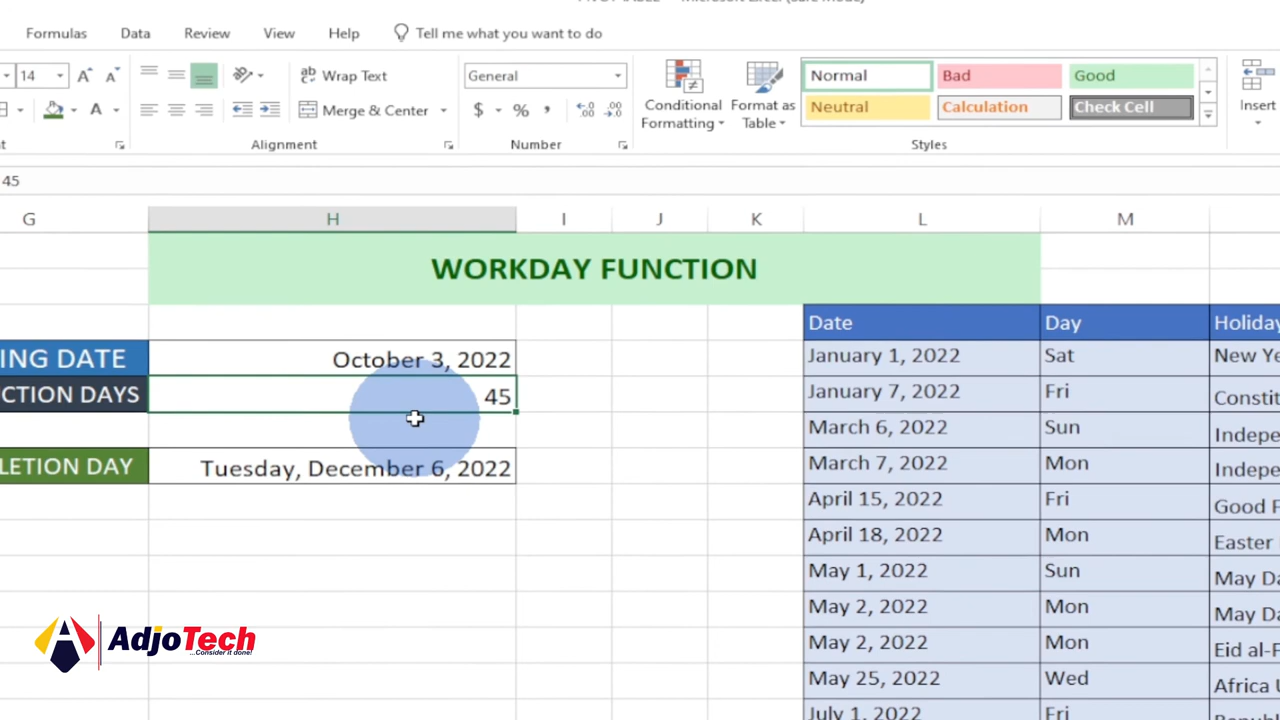 Formulas Data Review View Help Tell me what you want to do
14 A A ab Wrap Text General Normal Bad Good
A Merge & Center $ % , Conditional Formatting Format as Table Neutral Calculation Check Cell Insert
Alignment Number Styles
45
G H I J K L M
WORKDAY FUNCTION
Date Day Holiday
ING DATE October 3, 2022 January 1, 2022 Sat New Ye
CTION DAYS 45 January 7, 2022 Fri Constit
March 6, 2022 Sun Indepe
LETION DAY Tuesday, December 6, 2022 March 7, 2022 Mon Indepe
April 15, 2022 Fri Good F
April 18, 2022 Mon Easter
May 1, 2022 Sun May Da
May 2, 2022 Mon May Da
May 2, 2022 Mon Eid al-F
May 25, 2022 Wed Africa U
July 1, 2022 Fri
AdjoTech
...Consider it done!